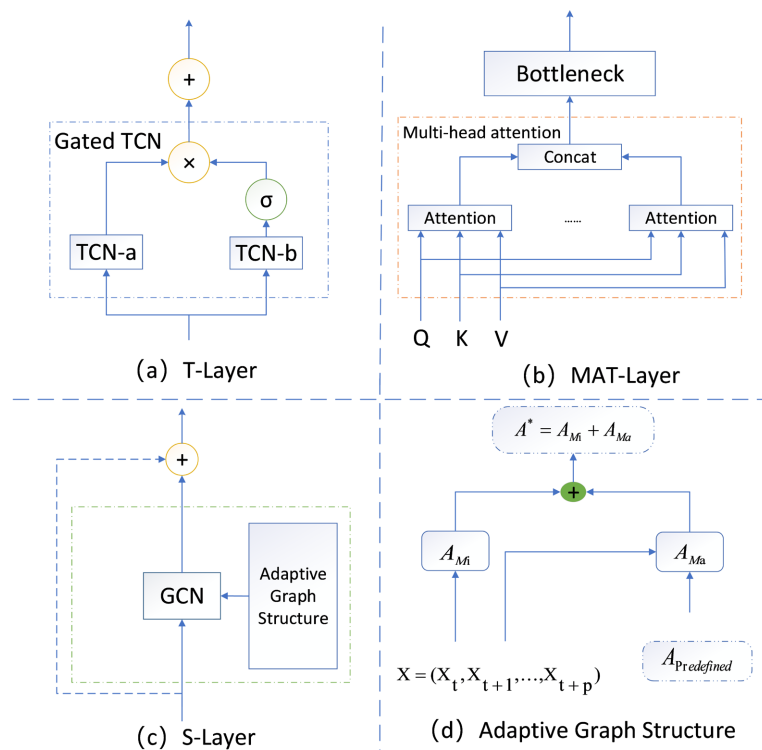 +
Gated TCN
×
σ
TCN-a
TCN-b
(a) T-Layer
Bottleneck
Multi-head attention
Concat
Attention
......
Attention
Q K V
(b) MAT-Layer
+
GCN
Adaptive
Graph
Structure
(c) S-Layer
A* = A_Mi + A_Ma
+
A_Mi
A_Ma
X = (X_t, X_t+1, ..., X_t+p)
A_Predefined
(d) Adaptive Graph Structure